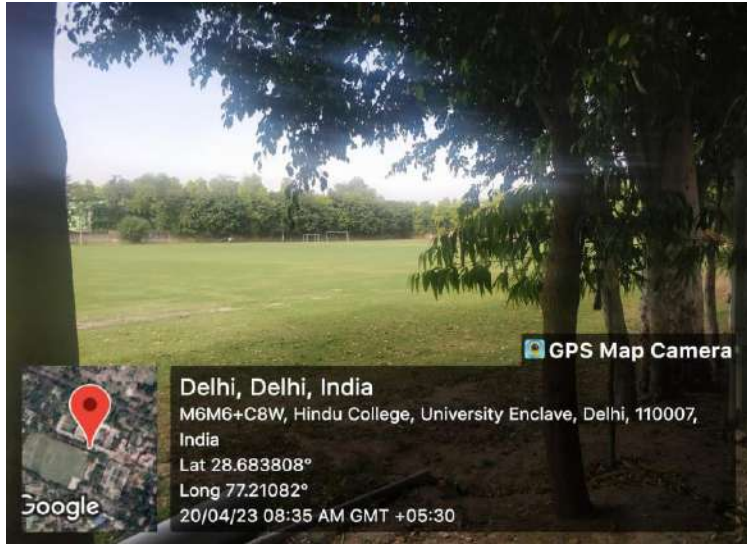 GPS Map Camera
Delhi, Delhi, India
M6M6+C8W, Hindu College, University Enclave, Delhi, 110007,
India
Lat 28.683808°
Long 77.21082°
20/04/23 08:35 AM GMT +05:30
Google